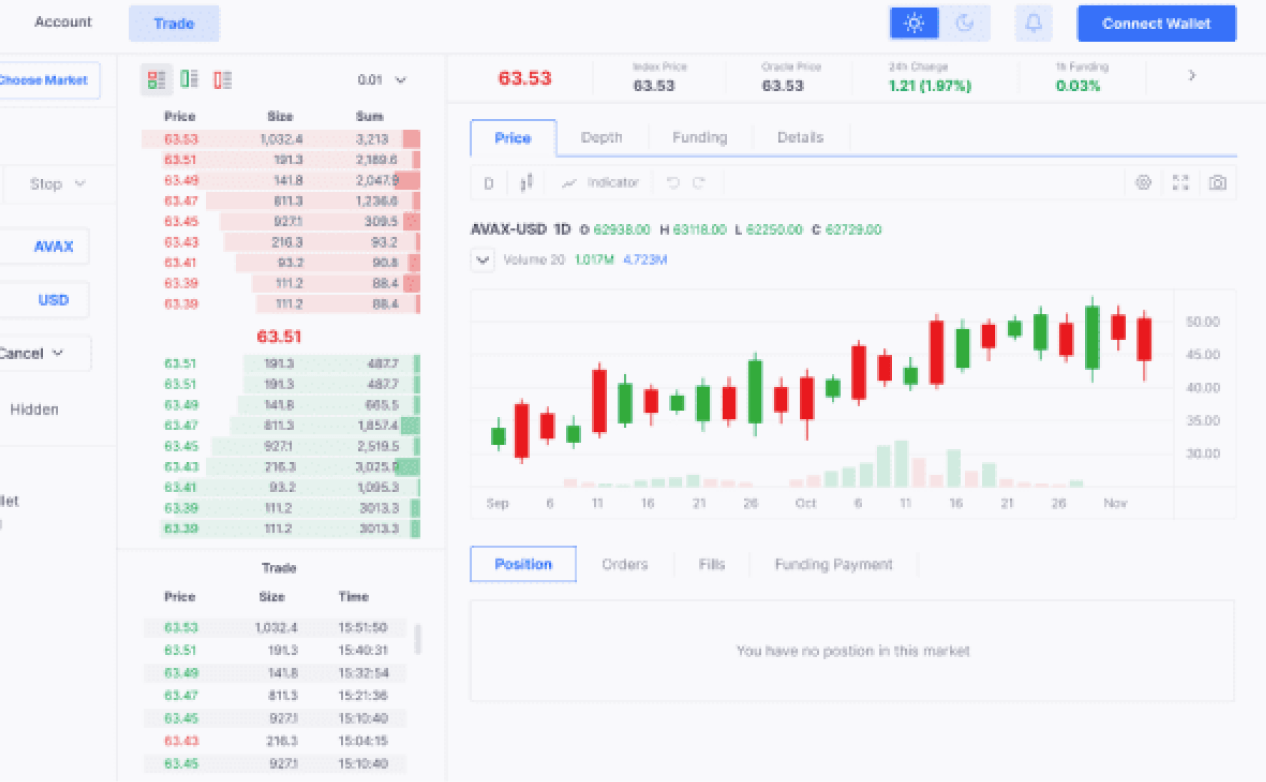 Account Trade Connect Wallet
Choose Market
Stop
AVAX
USD
Cancel
Hidden
0.01
Price Size Sum
63.53 1,032.4 3,213
63.51 191.3 2,189.6
63.49 141.8 2,047.9
63.47 811.3 1,236.6
63.45 927.1 309.5
63.43 216.3 93.2
63.41 93.2 90.8
63.39 111.2 88.4
63.39 111.2 88.4
63.51
63.51 191.3 487.7
63.51 191.3 487.7
63.49 141.8 665.5
63.47 811.3 1,857.4
63.45 927.1 2,519.5
63.43 216.3 3,025.9
63.41 93.2 1,095.3
63.39 111.2 3013.3
63.39 111.2 3013.3
Trade
Price Size Time
63.53 1,032.4 15:51:50
63.51 191.3 15:40:31
63.49 141.8 15:32:54
63.47 811.3 15:21:36
63.45 927.1 15:10:40
63.43 216.3 15:04:15
63.45 927.1 15:10:40
63.53
Index Price
63.53
Oracle Price
63.53
24h Change
1.21 (1.97%)
1h Funding
0.03%
Price Depth Funding Details
D Indicator
AVAX-USD 1D O 62938.00 H 63118.00 L 62250.00 C 62729.00
Volume 20 1.017M 4.723M
50.00
45.00
40.00
35.00
30.00
Sep 6 11 16 21 26 Oct 6 11 16 21 26 Nov
Position Orders Fills Funding Payment
You have no postion in this market